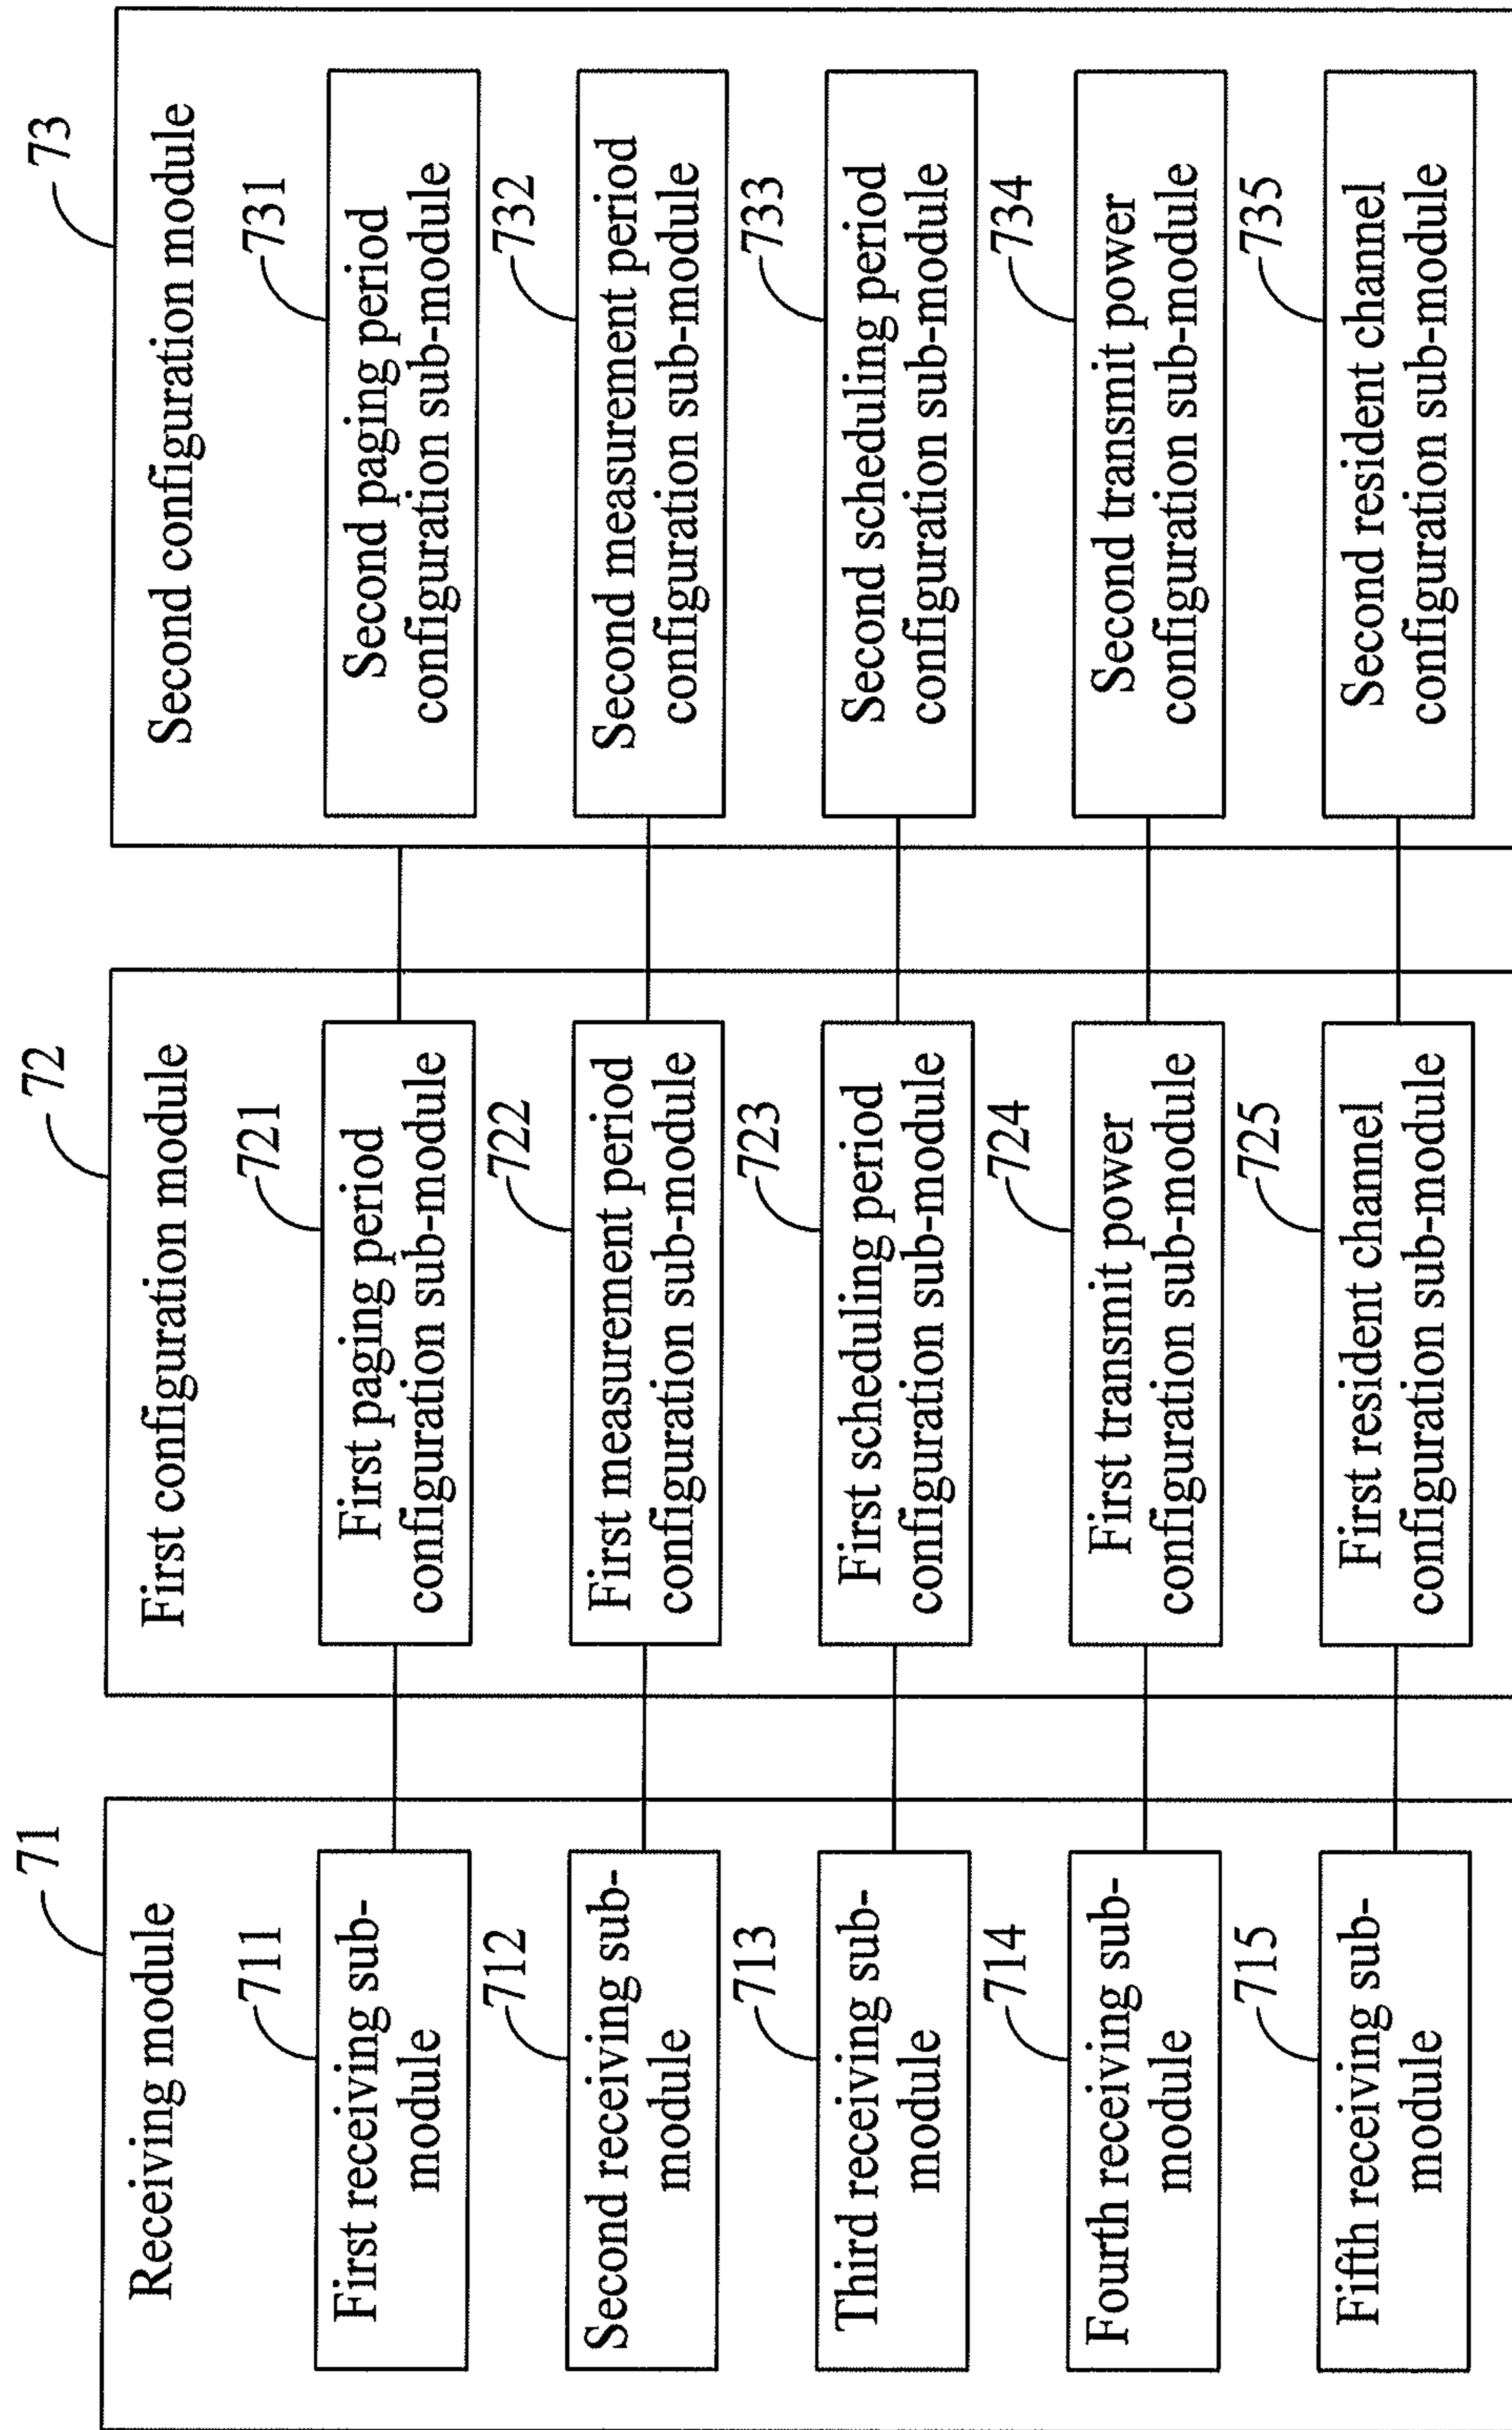 71
Receiving module
711
First receiving sub-
module
712
Second receiving sub-
module
713
Third receiving sub-
module
714
Fourth receiving sub-
module
715
Fifth receiving sub-
module
72
First configuration module
721
First paging period
configuration sub-module
722
First measurement period
configuration sub-module
723
First scheduling period
configuration sub-module
724
First transmit power
configuration sub-module
725
First resident channel
configuration sub-module
73
Second configuration module
731
Second paging period
configuration sub-module
732
Second measurement period
configuration sub-module
733
Second scheduling period
configuration sub-module
734
Second transmit power
configuration sub-module
735
Second resident channel
configuration sub-module